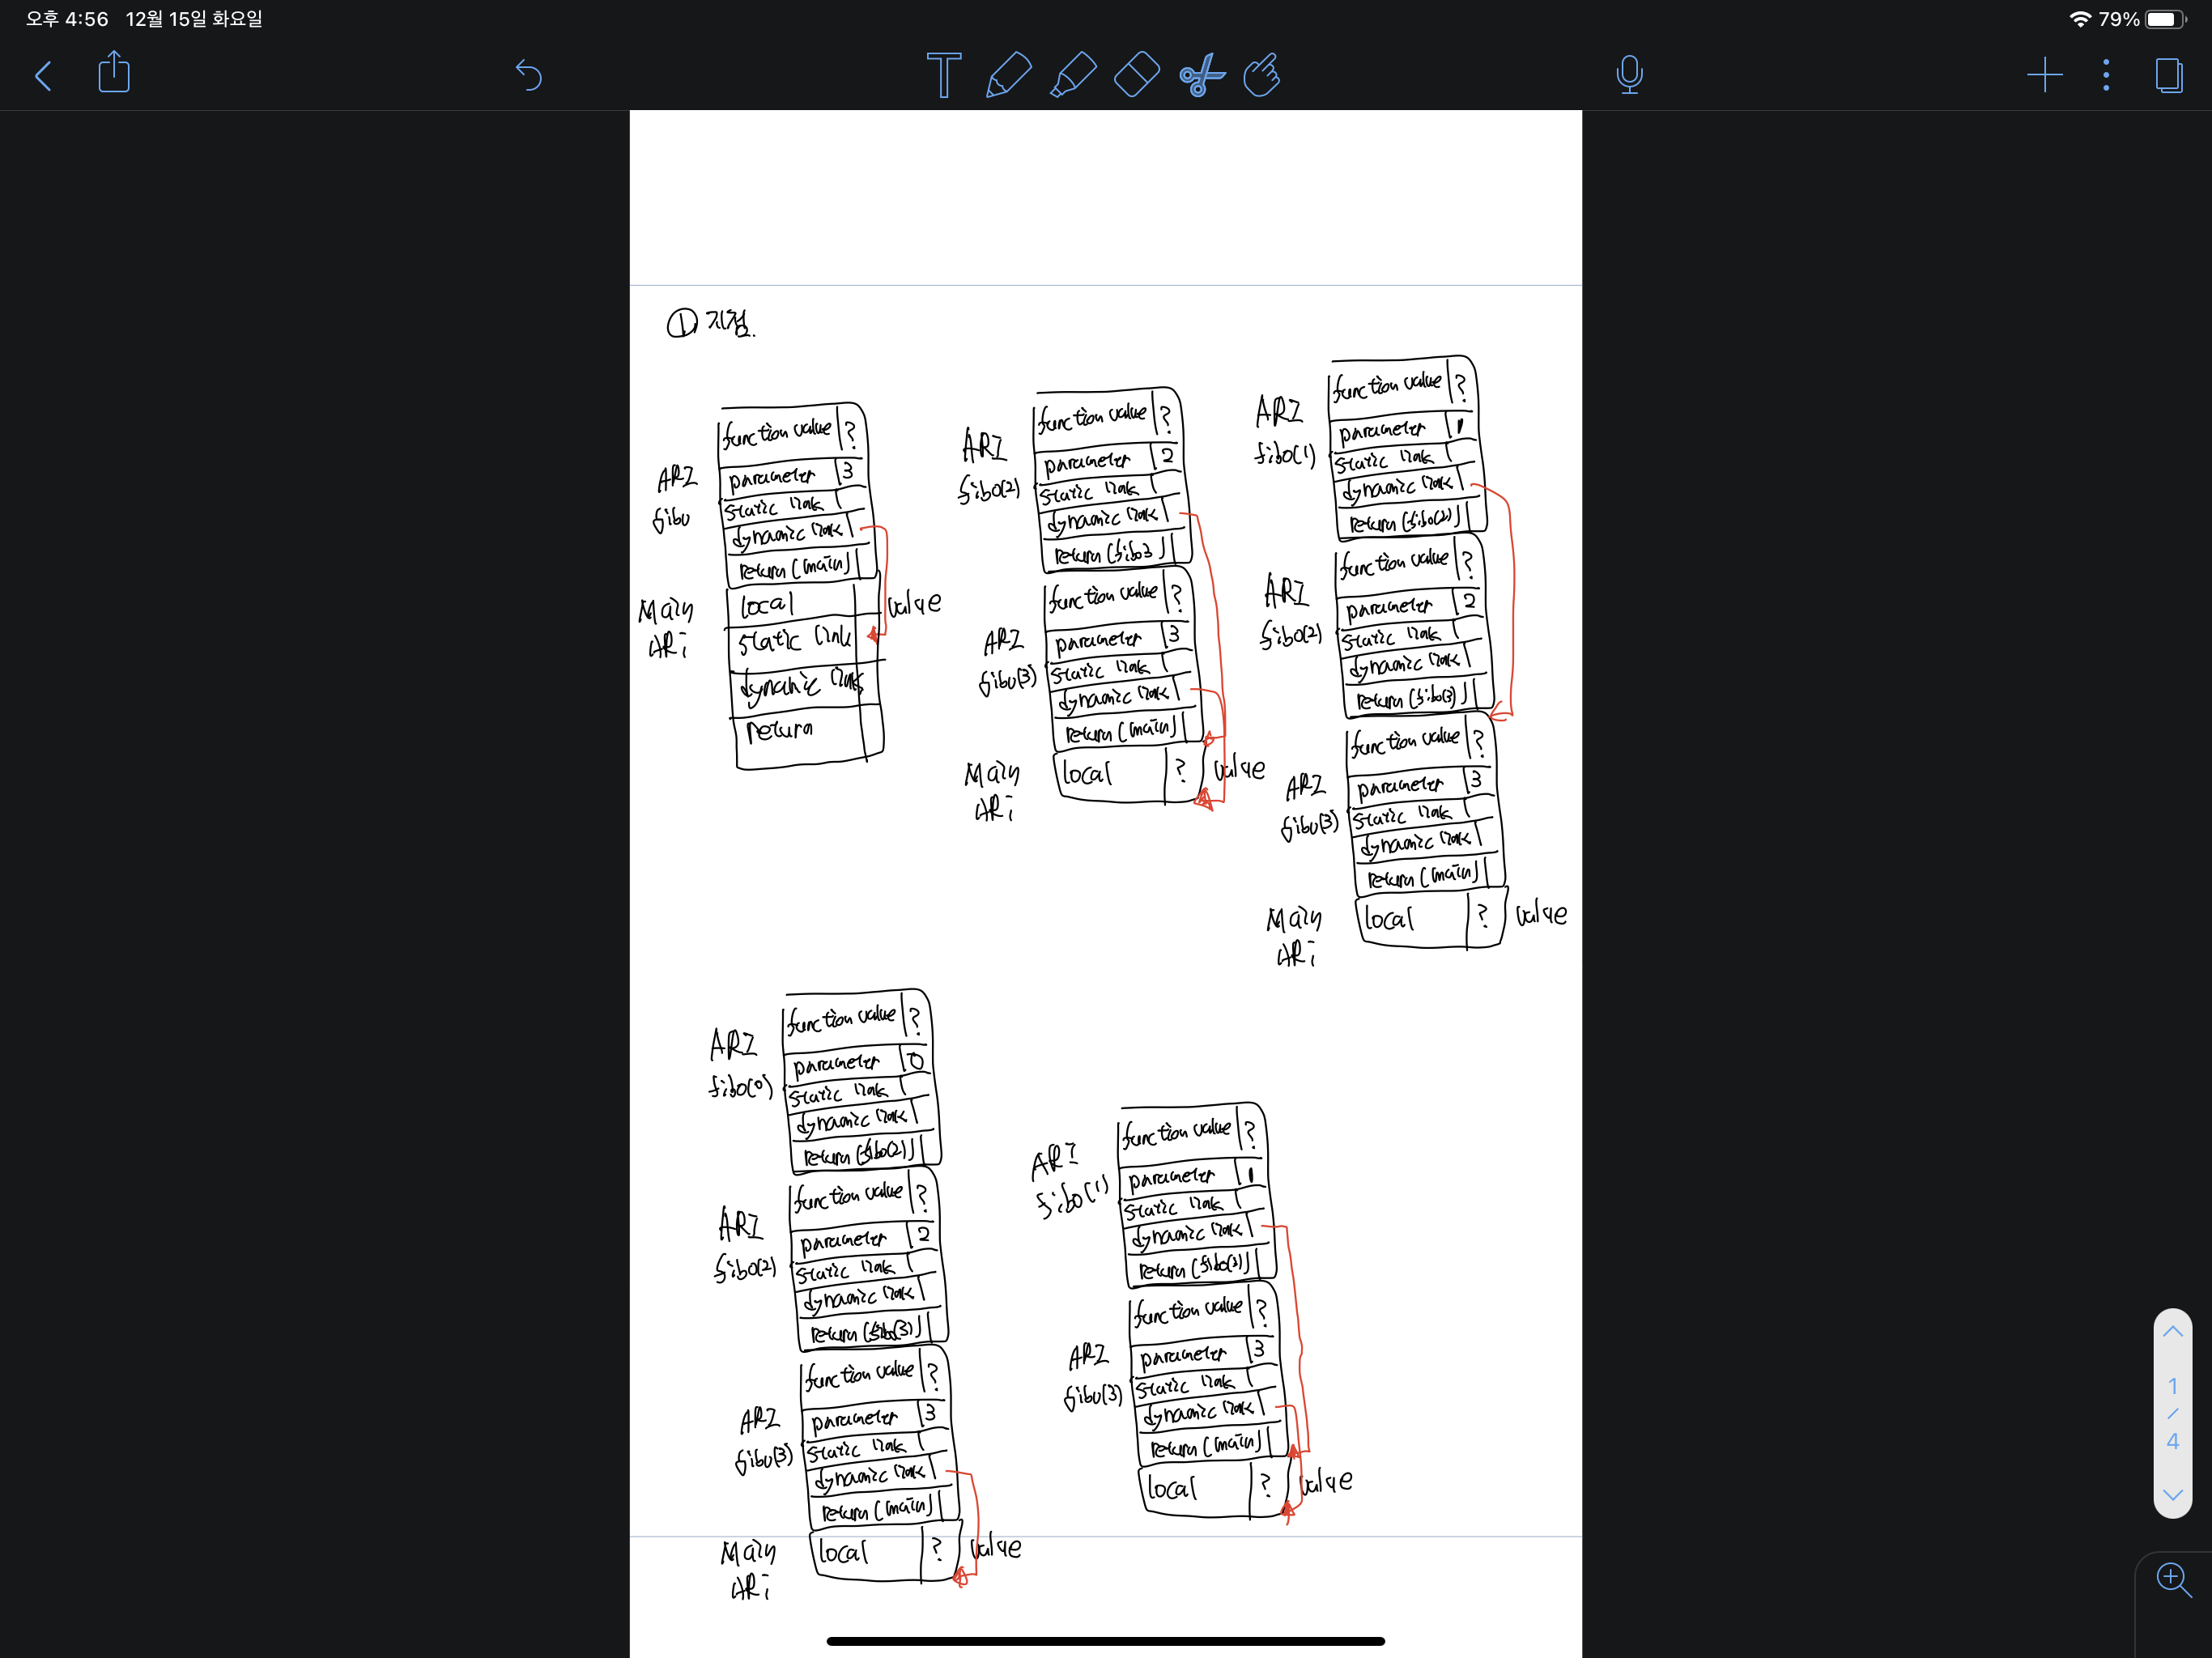 오후 4:56 12월 15일 화요일
79%
T
① 지점.
ARI
fibo
function value ?
parameter 3
static link
dynamic link
return (main)
Main
ARI
local
value
static link
dynamic link
return
ARI
fibo(2)
function value ?
parameter 2
static link
dynamic link
return (fibo3)
ARI
fibo(3)
function value ?
parameter 3
static link
dynamic link
return (main)
Main
ARI
local ? value
ARI
fibo(1)
function value ?
parameter 1
static link
dynamic link
return (fibo(2))
ARI
fibo(2)
function value ?
parameter 2
static link
dynamic link
return (fibo(3))
ARI
fibo(3)
function value ?
parameter 3
static link
dynamic link
return (main)
Main
ARI
local ? value
ARI
fibo(0)
function value ?
parameter 0
static link
dynamic link
return (fibo(2))
ARI
fibo(2)
function value ?
parameter 2
static link
dynamic link
return (fibo(3))
ARI
fibo(3)
function value ?
parameter 3
static link
dynamic link
return (main)
Main
ARI
local ? value
ARI
fibo(1)
function value ?
parameter 1
static link
dynamic link
return (fibo(3))
ARI
fibo(3)
function value ?
parameter 3
static link
dynamic link
return (main)
local ? value
1
/
4